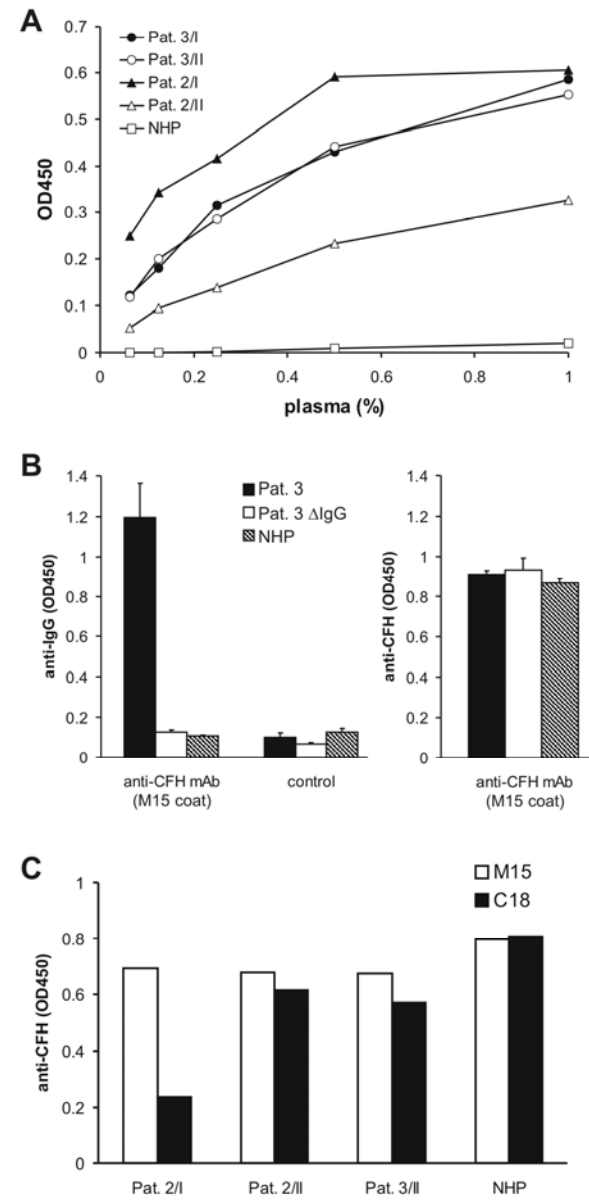 A
Pat. 3/I
Pat. 3/II
Pat. 2/I
Pat. 2/II
NHP
OD450
0.7
0.6
0.5
0.4
0.3
0.2
0.1
0
0 0.2 0.4 0.6 0.8 1
plasma (%)
B
anti-IgG (OD450)
1.4
1.2
1
0.8
0.6
0.4
0.2
0
Pat. 3
Pat. 3 ΔIgG
NHP
anti-CFH mAb control
(M15 coat)
anti-CFH (OD450)
1.4
1.2
1
0.8
0.6
0.4
0.2
0
anti-CFH mAb
(M15 coat)
C
M15
C18
anti-CFH (OD450)
1
0.8
0.6
0.4
0.2
0
Pat. 2/I Pat. 2/II Pat. 3/II NHP